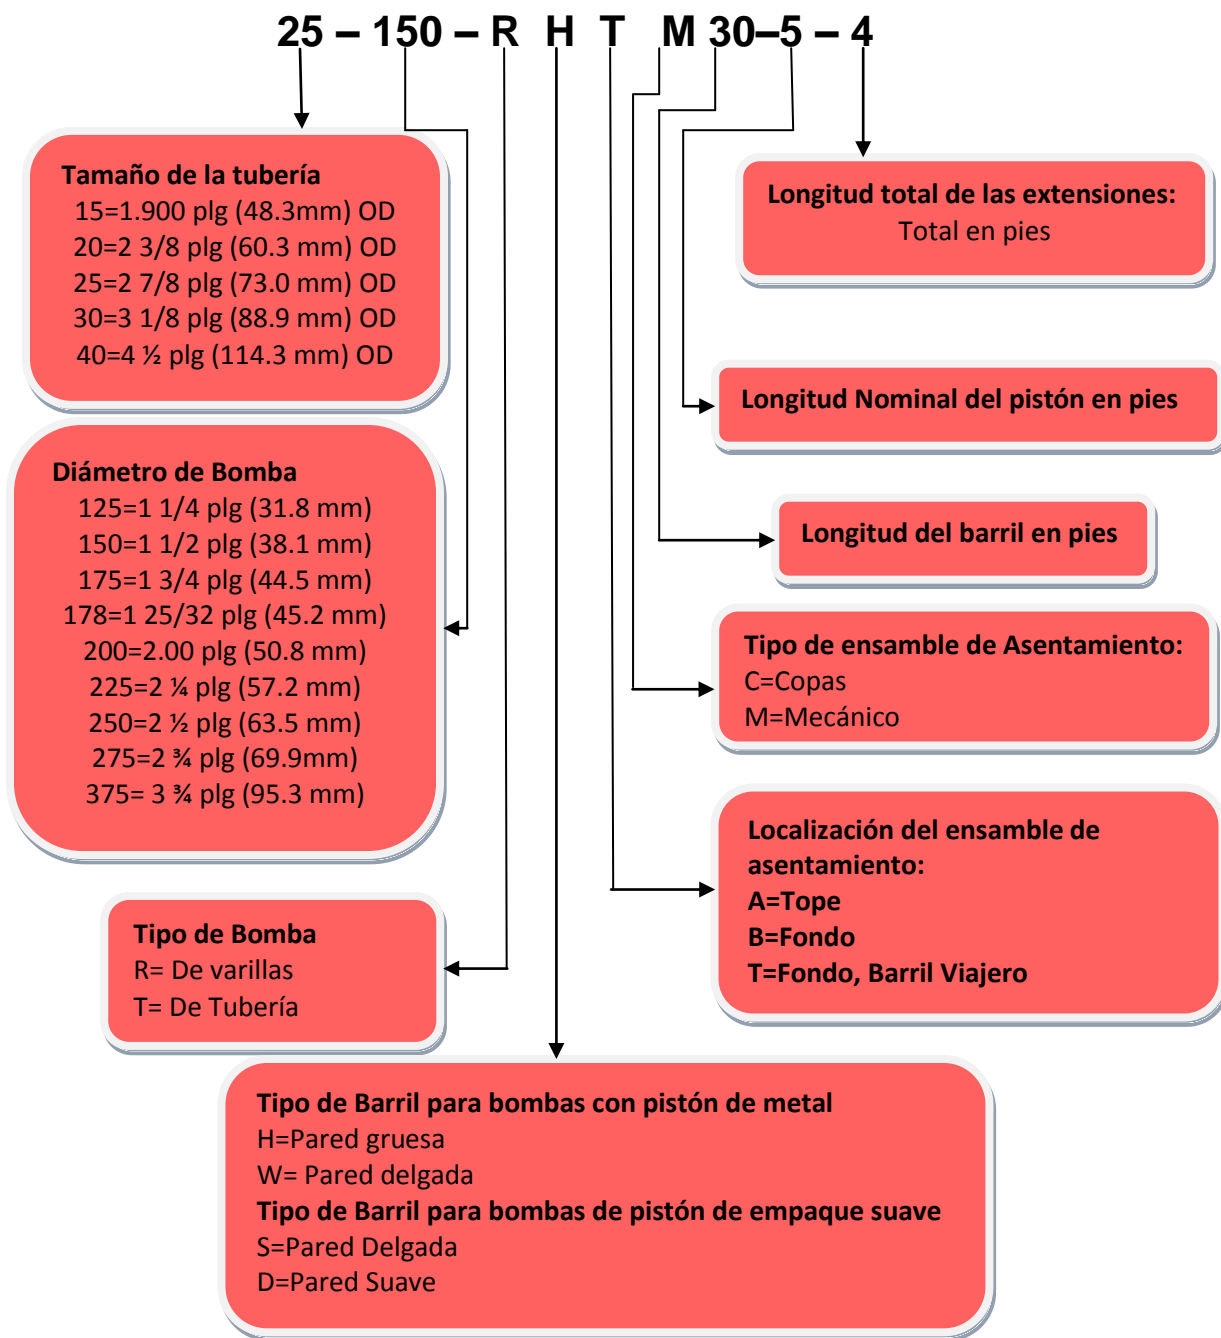 25 – 150 – R H T M 30–5 – 4
Tamaño de la tubería
15=1.900 plg (48.3mm) OD
20=2 3/8 plg (60.3 mm) OD
25=2 7/8 plg (73.0 mm) OD
30=3 1/8 plg (88.9 mm) OD
40=4 ½ plg (114.3 mm) OD
Longitud total de las extensiones:
Total en pies
Longitud Nominal del pistón en pies
Diámetro de Bomba
125=1 1/4 plg (31.8 mm)
150=1 1/2 plg (38.1 mm)
175=1 3/4 plg (44.5 mm)
178=1 25/32 plg (45.2 mm)
200=2.00 plg (50.8 mm)
225=2 ¼ plg (57.2 mm)
250=2 ½ plg (63.5 mm)
275=2 ¾ plg (69.9mm)
375= 3 ¾ plg (95.3 mm)
Longitud del barril en pies
Tipo de ensamble de Asentamiento:
C=Copas
M=Mecánico
Localización del ensamble de
asentamiento:
A=Tope
B=Fondo
T=Fondo, Barril Viajero
Tipo de Bomba
R= De varillas
T= De Tubería
Tipo de Barril para bombas con pistón de metal
H=Pared gruesa
W= Pared delgada
Tipo de Barril para bombas de pistón de empaque suave
S=Pared Delgada
D=Pared Suave